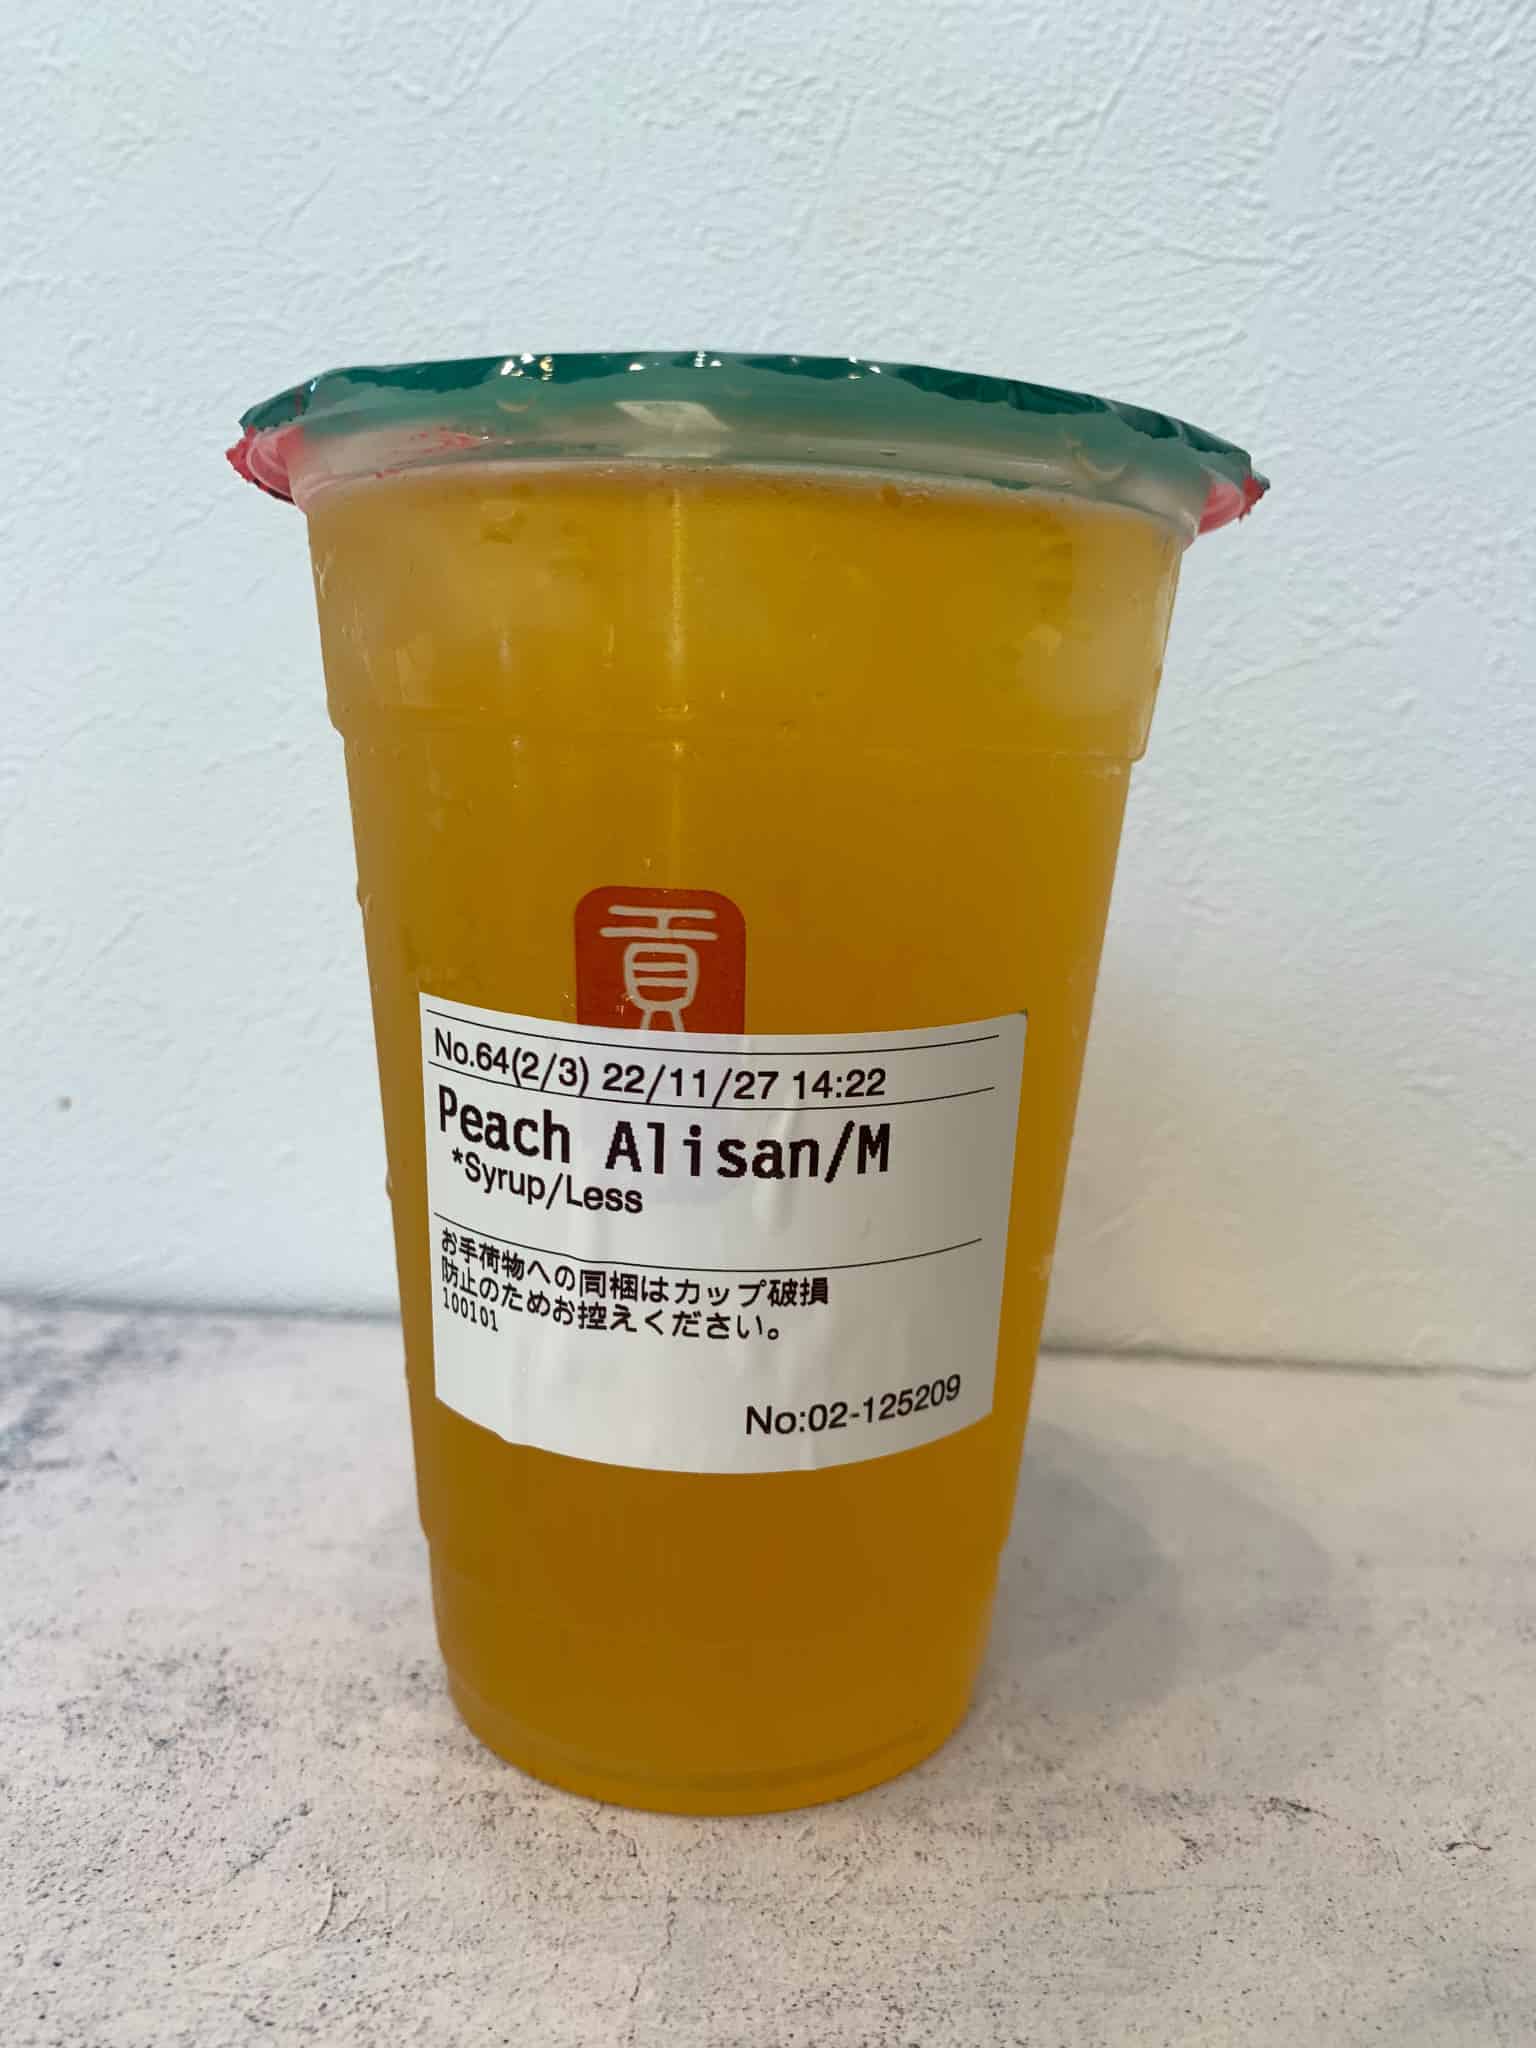 貢
No.64(2/3) 22/11/27 14:22
Peach Alisan/M
*Syrup/Less
お手荷物への同梱はカップ破損
防止のためお控えください。
100101
No:02-125209